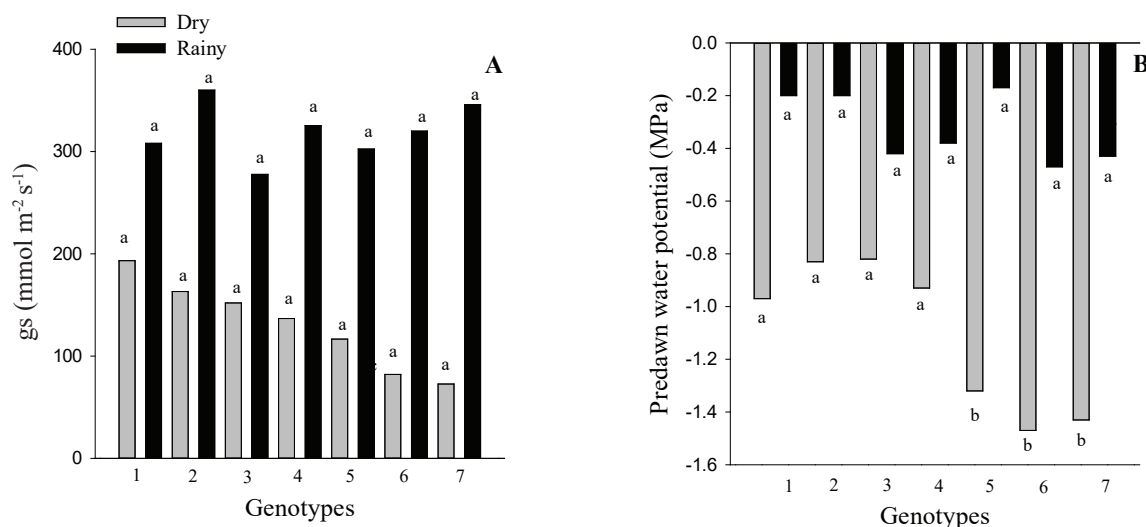 Dry
Rainy
A
400
300
200
100
0
gs (mmol m⁻² s⁻¹)
a a a a a a a
a a a a a a a
1 2 3 4 5 6 7
Genotypes
B
0.0
-0.2
-0.4
-0.6
-0.8
-1.0
-1.2
-1.4
-1.6
Predawn water potential (MPa)
a a a a a a a
a a a a b b b
1 2 3 4 5 6 7
Genotypes